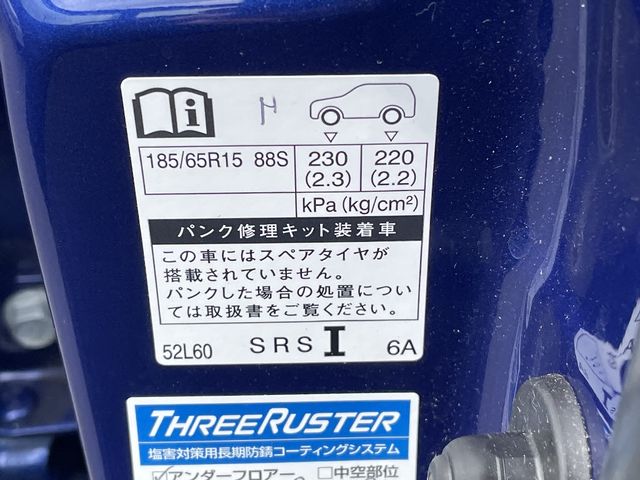 185/65R15 88S 230 220
(2.3) (2.2)
kPa (kg/cm²)
パンク修理キット装着車
この車にはスペアタイヤが
搭載されていません。
パンクした場合の処置につい
ては取扱書をご覧ください。
52L60 SRS I 6A
THREERUSTER
塩害対策用長期防錆コーティングシステム
アンダーフロアー □中空部位